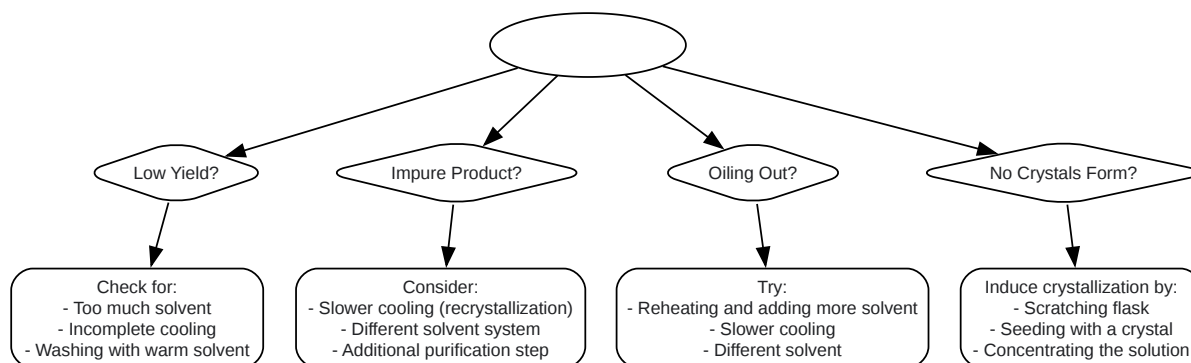 Low Yield?
Impure Product?
Oiling Out?
No Crystals Form?
Check for:
- Too much solvent
- Incomplete cooling
- Washing with warm solvent
Consider:
- Slower cooling (recrystallization)
- Different solvent system
- Additional purification step
Try:
- Reheating and adding more solvent
- Slower cooling
- Different solvent
Induce crystallization by:
- Scratching flask
- Seeding with a crystal
- Concentrating the solution